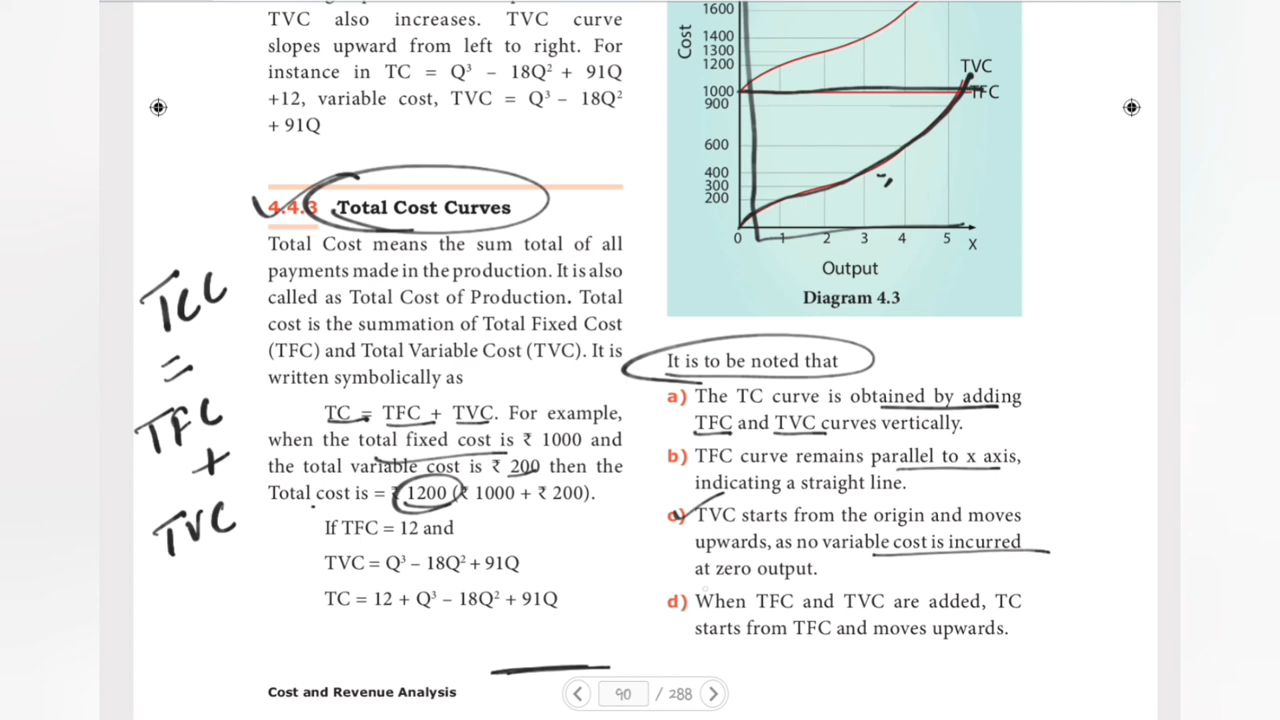 TVC also increases. TVC curve
slopes upward from left to right. For
instance in TC = Q³ – 18Q² + 91Q
+12, variable cost, TVC = Q³ – 18Q²
+ 91Q
4.4.3 Total Cost Curves
Total Cost means the sum total of all
payments made in the production. It is also
called as Total Cost of Production. Total
cost is the summation of Total Fixed Cost
(TFC) and Total Variable Cost (TVC). It is
written symbolically as
TC = TFC + TVC. For example,
when the total fixed cost is ₹ 1000 and
the total variable cost is ₹ 200 then the
Total cost is = ₹ 1200 (₹ 1000 + ₹ 200).
If TFC = 12 and
TVC = Q³ – 18Q² + 91Q
TC = 12 + Q³ – 18Q² + 91Q
TCC
=
TFC
+
TVC
Cost
1600
1400
1300
1200
1000
900
600
400
300
200
TVC
TFC
0 1 2 3 4 5 X
Output
Diagram 4.3
It is to be noted that
a) The TC curve is obtained by adding
TFC and TVC curves vertically.
b) TFC curve remains parallel to x axis,
indicating a straight line.
c) TVC starts from the origin and moves
upwards, as no variable cost is incurred
at zero output.
d) When TFC and TVC are added, TC
starts from TFC and moves upwards.
Cost and Revenue Analysis
90 / 288